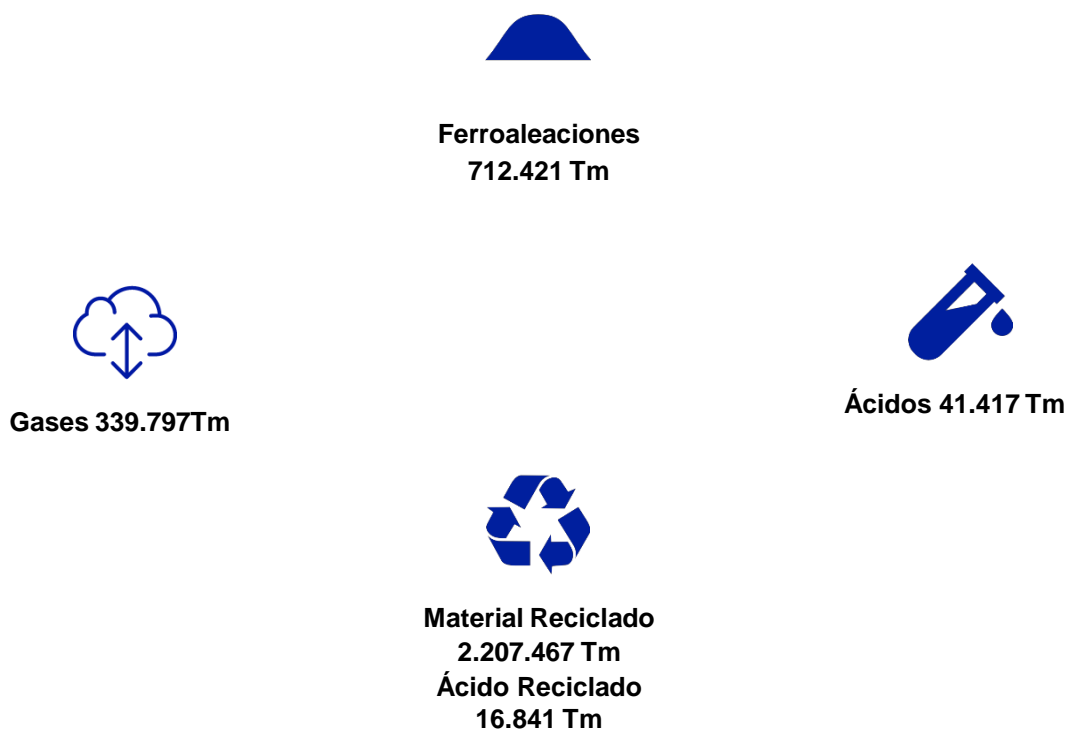 Ferroaleaciones
712.421 Tm
Gases 339.797Tm
Ácidos 41.417 Tm
Material Reciclado
2.207.467 Tm
Ácido Reciclado
16.841 Tm